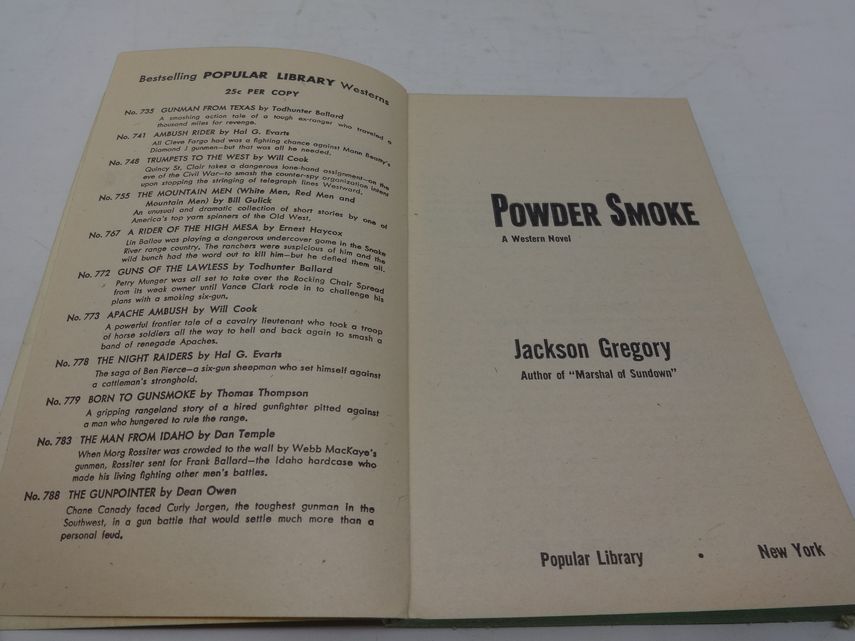 Bestselling POPULAR LIBRARY Westerns
25c PER COPY
No. 735 GUNMAN FROM TEXAS by Todhunter Ballard
A smashing action tale of a tough ex-ranger who traveled a
thousand miles for revenge.
No. 741 AMBUSH RIDER by Hal G. Evarts
All Cleve Fargo had was a fighting chance against Mann Beatty's
Diamond J gunmen—but that was all he needed.
No. 748 TRUMPETS TO THE WEST by Will Cook
Quincy St. Clair takes a dangerous lone-hand assignment—on the
eve of the Civil War—to smash the counter-spy organization intent
upon stopping the stringing of telegraph lines Westward.
No. 755 THE MOUNTAIN MEN (White Men, Red Men and
Mountain Men) by Bill Gulick
An unusual and dramatic collection of short stories by one of
America's top yarn spinners of the Old West.
No. 767 A RIDER OF THE HIGH MESA by Ernest Haycox
Lin Ballou was playing a dangerous undercover game in the Snake
River range country. The ranchers were suspicious of him and the
wild bunch had the word out to kill him—but he defied them all.
No. 772 GUNS OF THE LAWLESS by Todhunter Ballard
Perry Munger was all set to take over the Rocking Chair Spread
from its weak owner until Vance Clark rode in to challenge his
plans with a smoking six-gun.
No. 773 APACHE AMBUSH by Will Cook
A powerful frontier tale of a cavalry lieutenant who took a troop
of horse soldiers all the way to hell and back again to smash a
band of renegade Apaches.
No. 778 THE NIGHT RAIDERS by Hal G. Evarts
The saga of Ben Pierce—a six-gun sheepman who set himself against
a cattleman's stronghold.
No. 779 BORN TO GUNSMOKE by Thomas Thompson
A gripping rangeland story of a hired gunfighter pitted against
a man who hungered to rule the range.
No. 783 THE MAN FROM IDAHO by Dan Temple
When Morg Rossiter was crowded to the wall by Webb MacKaye's
gunmen, Rossiter sent for Frank Ballard—the Idaho hardcase who
made his living fighting other men's battles.
No. 788 THE GUNPOINTER by Dean Owen
Chane Canady faced Curly Jorgen, the toughest gunman in the
Southwest, in a gun battle that would settle much more than a
personal feud.
POWDER SMOKE
A Western Novel
Jackson Gregory
Author of "Marshal of Sundown"
Popular Library • New York